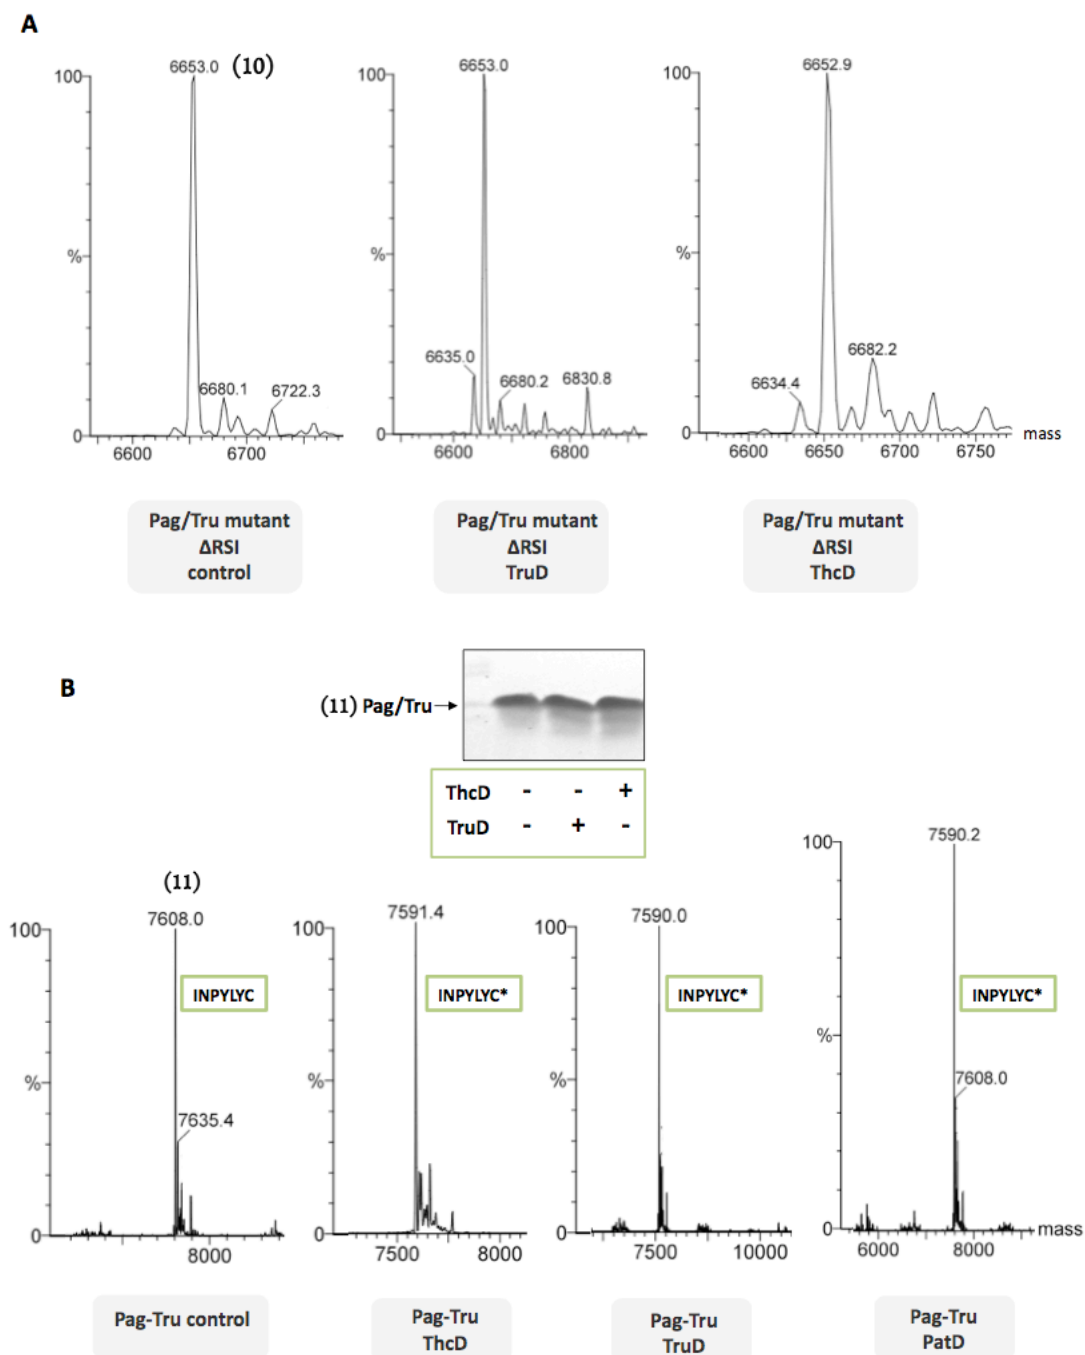 A
6653.0 (10)
100
%
6680.1
6722.3
0
6600 6700
6653.0
100
%
6635.0
6680.2
6830.8
0
6600 6800
6652.9
100
%
6634.4
6682.2
0
6600 6650 6700 6750
mass
Pag/Tru mutant
ΔRSI
control
Pag/Tru mutant
ΔRSI
TruD
Pag/Tru mutant
ΔRSI
ThcD
B
(11) Pag/Tru
ThcD - - +
TruD - + -
(11)
7608.0
100
INPYLYC
%
7635.4
0
8000
7591.4
100
INPYLYC*
%
0
7500 8000
7590.0
100
INPYLYC*
%
0
7500 10000
7590.2
100
INPYLYC*
%
7608.0
0
6000 8000
mass
Pag-Tru control
Pag-Tru
ThcD
Pag-Tru
TruD
Pag-Tru
PatD